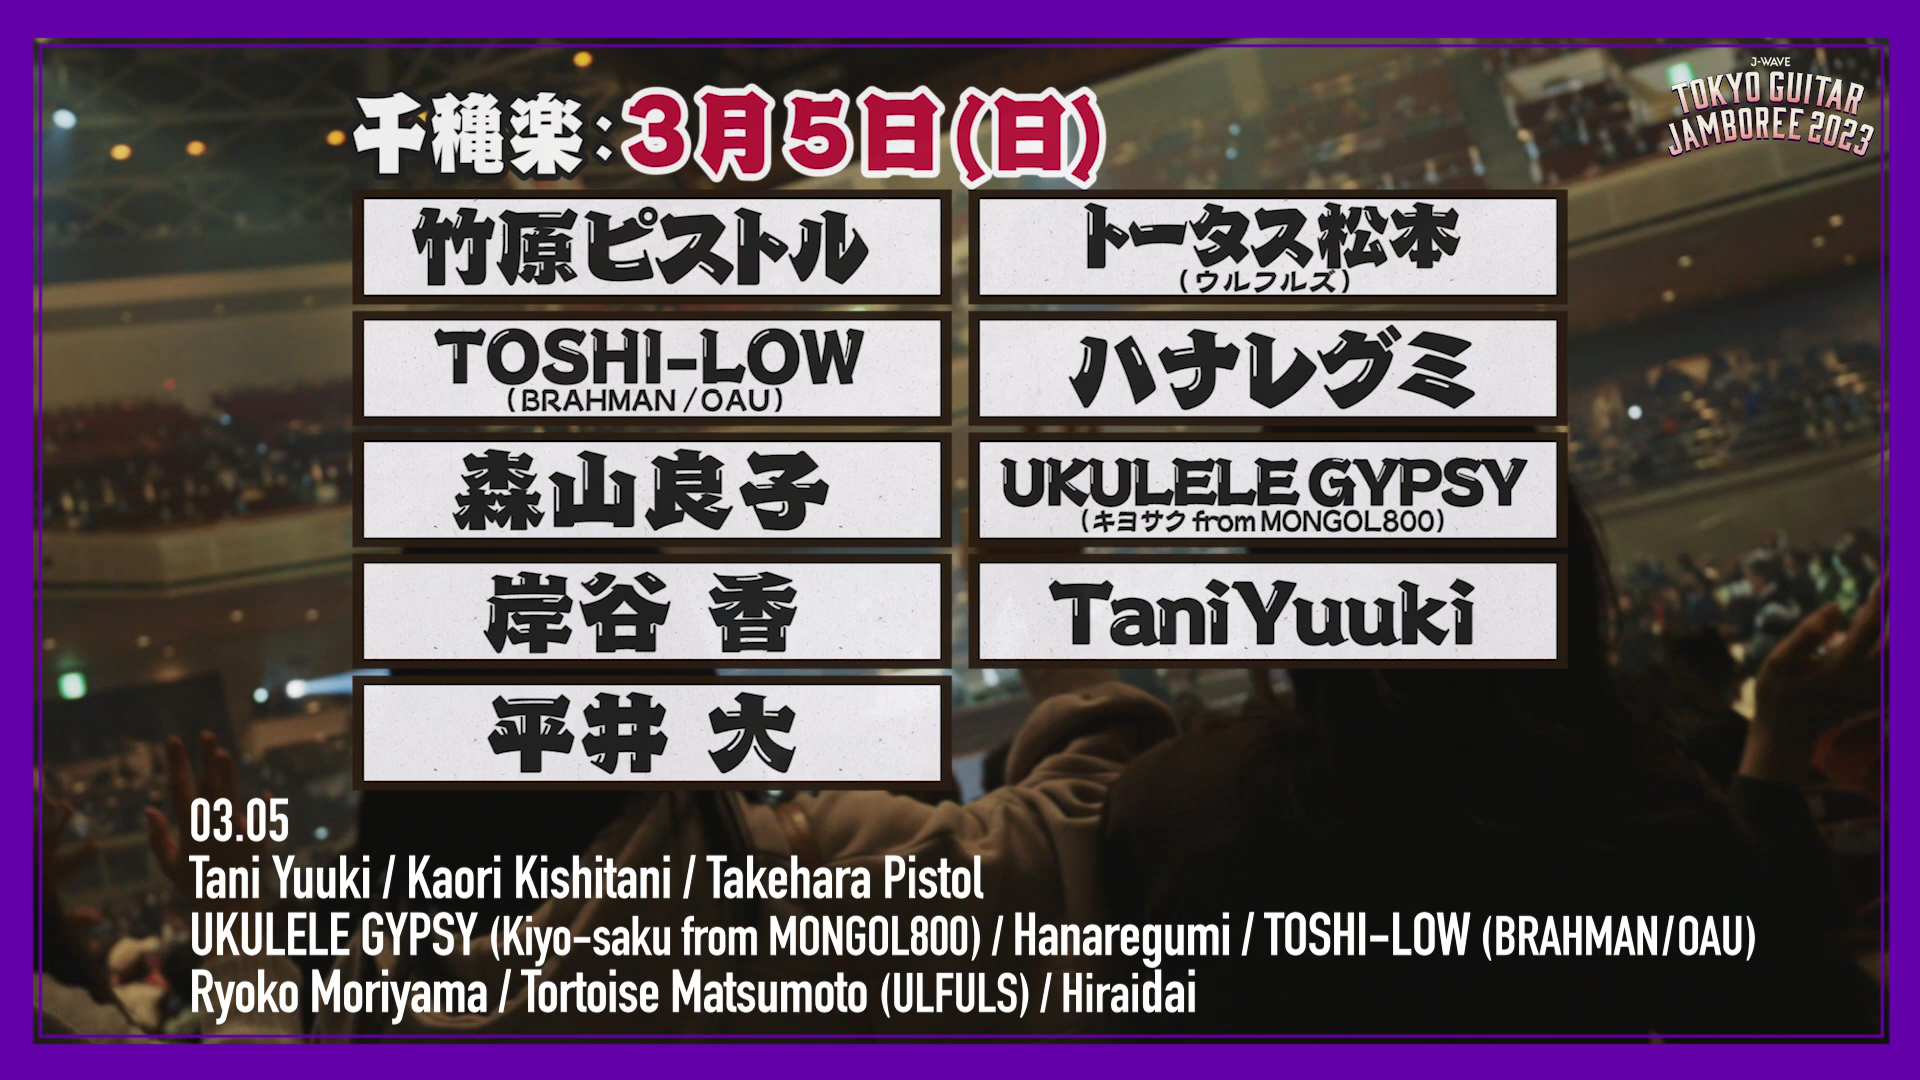 J-WAVE
TOKYO GUITAR
JAMBOREE 2023
千穐楽:3月5日(日)
竹原ピストル
トータス松本
(ウルフルズ)
TOSHI-LOW
(BRAHMAN/OAU)
ハナレグミ
森山良子
UKULELE GYPSY
(キヨサク from MONGOL800)
岸谷 香
Tani Yuuki
平井 大
03.05
Tani Yuuki / Kaori Kishitani / Takehara Pistol
UKULELE GYPSY (Kiyo-saku from MONGOL800) / Hanaregumi / TOSHI-LOW (BRAHMAN/OAU)
Ryoko Moriyama / Tortoise Matsumoto (ULFULS) / Hiraidai